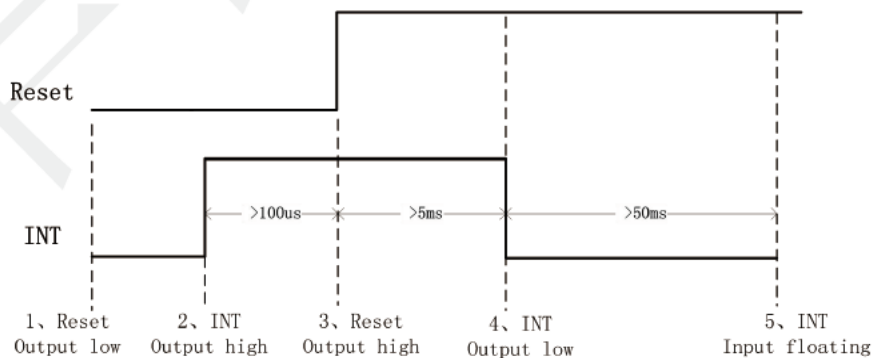 Reset
>100us
>5ms
>50ms
INT
1、Reset
Output low
2、INT
Output high
3、Reset
Output high
4、INT
Output low
5、INT
Input floating